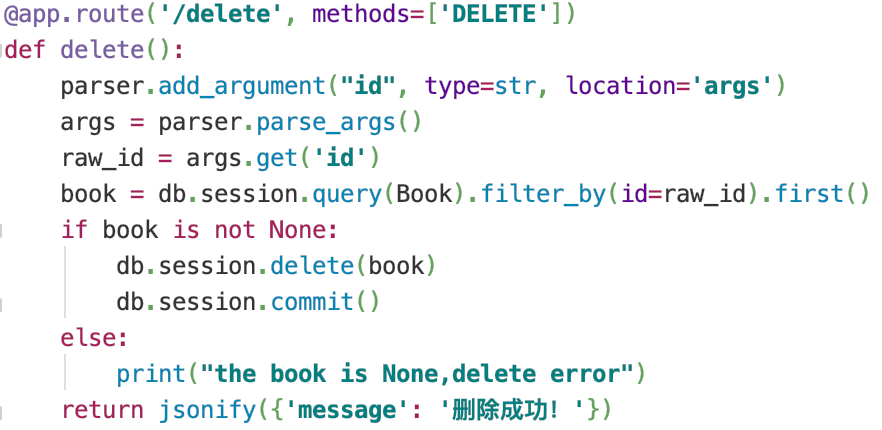 @app.route('/delete', methods=['DELETE'])
def delete():
    parser.add_argument("id", type=str, location='args')
    args = parser.parse_args()
    raw_id = args.get('id')
    book = db.session.query(Book).filter_by(id=raw_id).first()
    if book is not None:
        db.session.delete(book)
        db.session.commit()
    else:
        print("the book is None,delete error")
    return jsonify({'message': '删除成功！'})